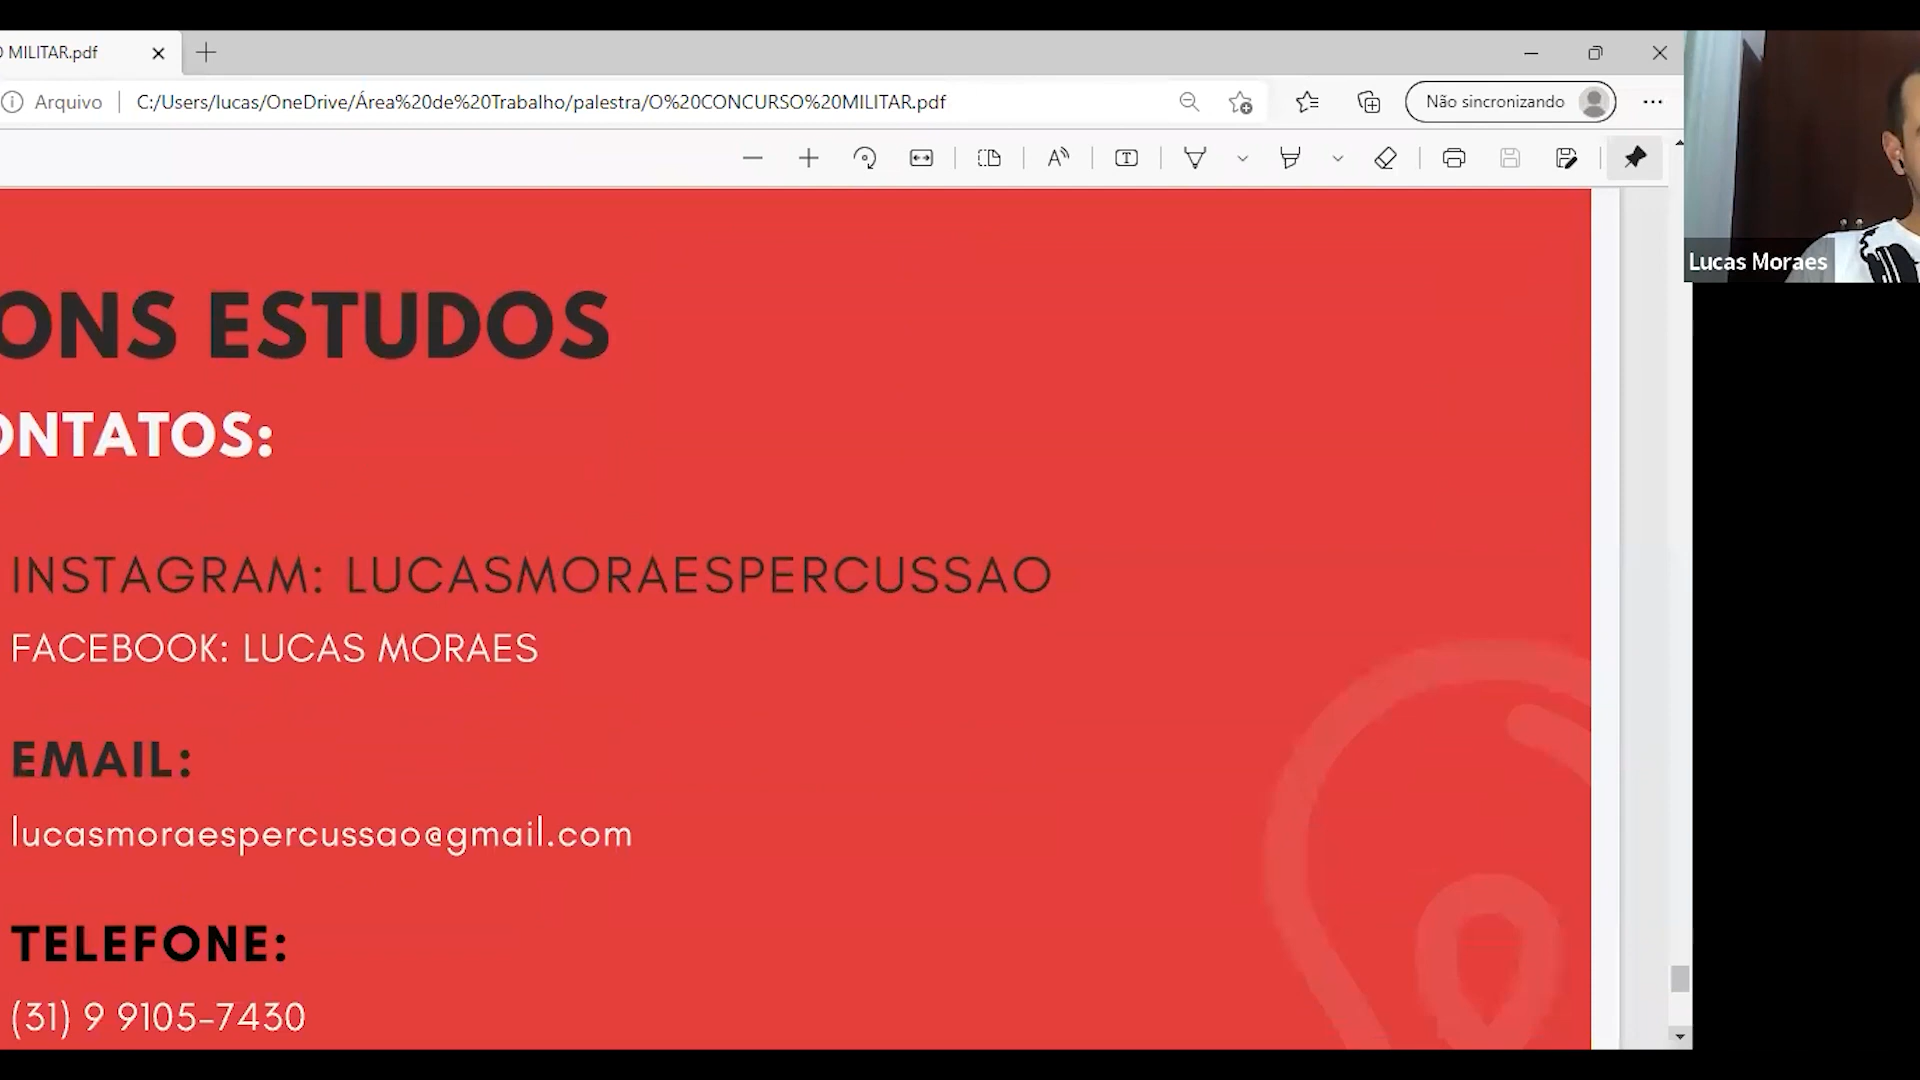 O MILITAR.pdf
Arquivo C:/Users/lucas/OneDrive/Área%20de%20Trabalho/palestra/O%20CONCURSO%20MILITAR.pdf Não sincronizando
Lucas Moraes
ONS ESTUDOS
ONTATOS:
INSTAGRAM: LUCASMORAESPERCUSSAO
FACEBOOK: LUCAS MORAES
EMAIL:
lucasmoraespercussao@gmail.com
TELEFONE:
(31) 9 9105-7430